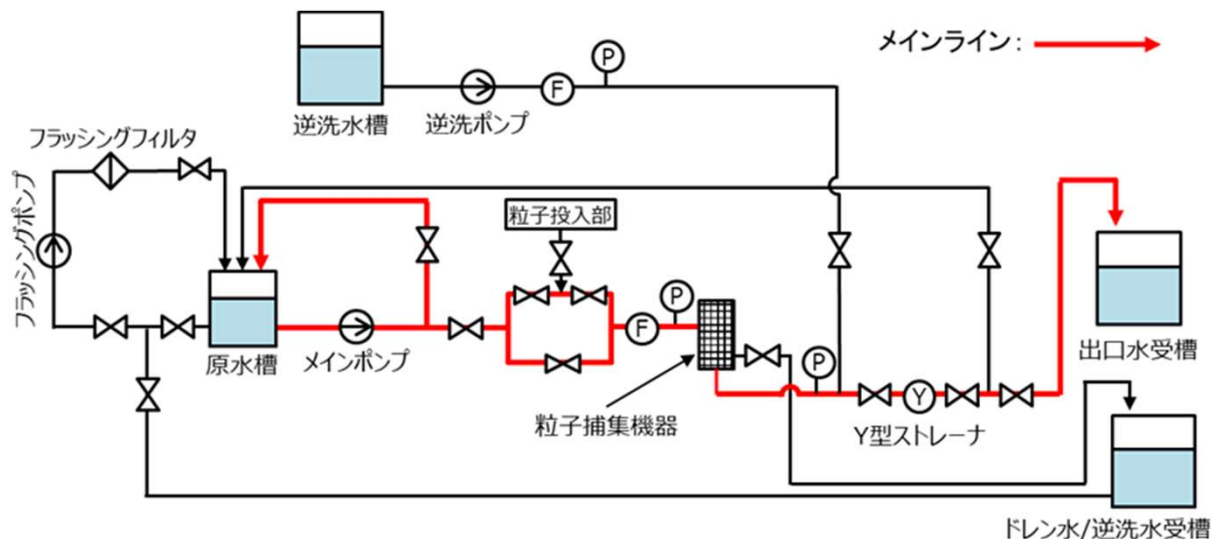 メインライン：
P
F
逆洗水槽
逆洗ポンプ
フラッシングフィルタ
フラッシングポンプ
粒子投入部
P
F
P
原水槽
メインポンプ
出口水受槽
Y
粒子捕集機器
Y型ストレーナ
ドレン水/逆洗水受槽